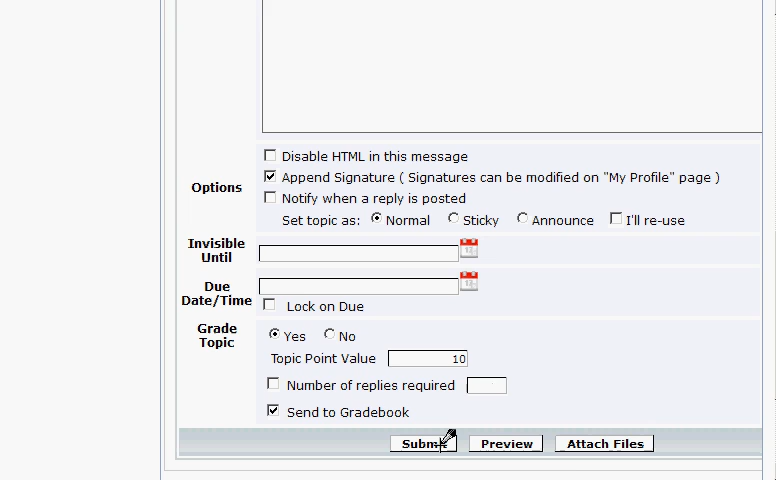 Disable HTML in this message
Options
Append Signature ( Signatures can be modified on "My Profile" page )
Notify when a reply is posted
Set topic as: Normal Sticky Announce I'll re-use
Invisible Until
Due Date/Time
Lock on Due
Grade Topic
Yes No
Topic Point Value 10
Number of replies required
Send to Gradebook
Submit Preview Attach Files